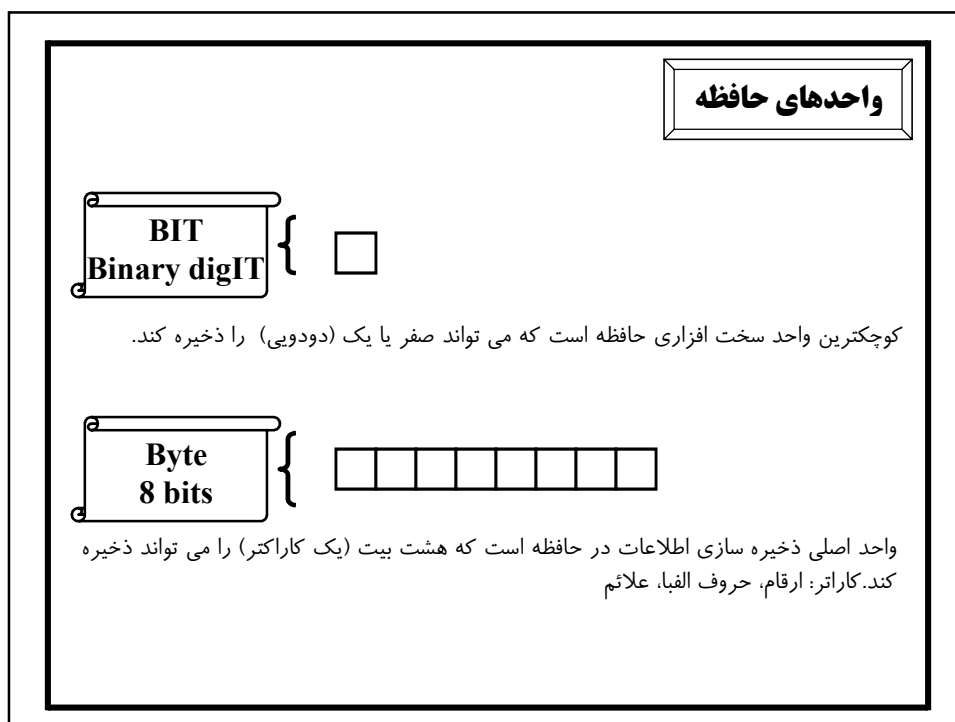 واحدهای حافظه
BIT
Binary digIT
کوچکترین واحد سخت افزاری حافظه است که می تواند صفر یا یک (دودویی) را ذخیره کند.
Byte
8 bits
واحد اصلی ذخیره سازی اطلاعات در حافظه است که هشت بیت (یک کاراکتر) را می تواند ذخیره
کند.کاراتر: ارقام، حروف الفبا، علائم